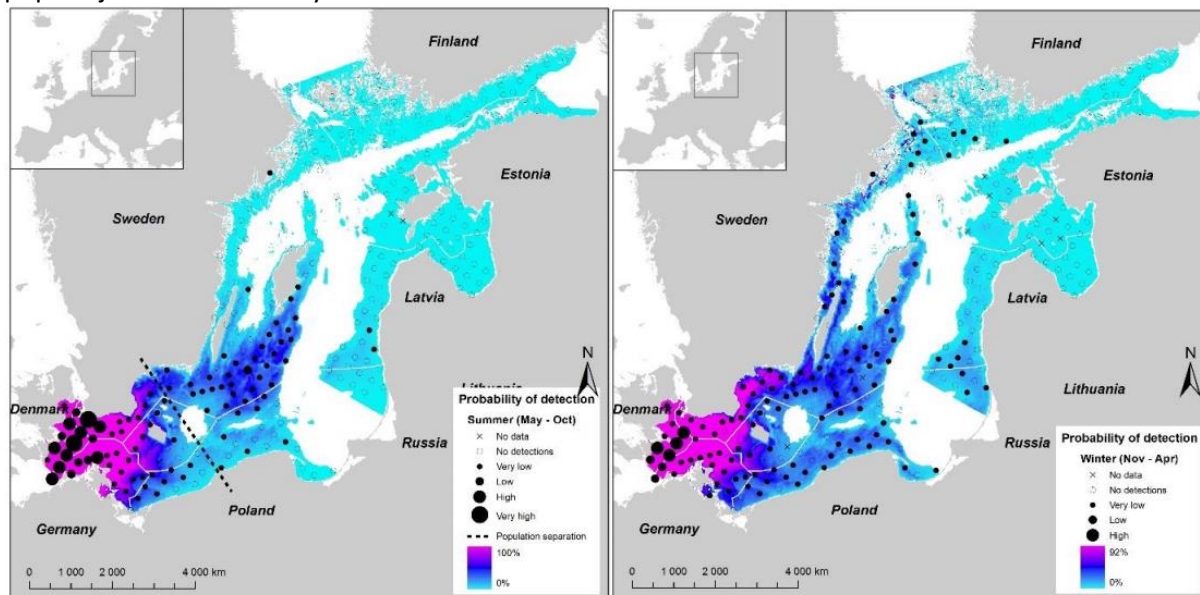 Finland
Estonia
Sweden
Latvia
N
Lithuania
Denmark
Russia
Poland
Germany
Probability of detection
Summer (May - Oct)
No data
No detections
Very low
Low
High
Very high
Population separation
100%
0%
0 1 000 2 000 4 000 km
Finland
Estonia
Sweden
Latvia
N
Lithuania
Denmark
Russia
Poland
Germany
Probability of detection
Winter (Nov - Apr)
No data
No detections
Very low
Low
High
92%
0%
0 1 000 2 000 4 000 km